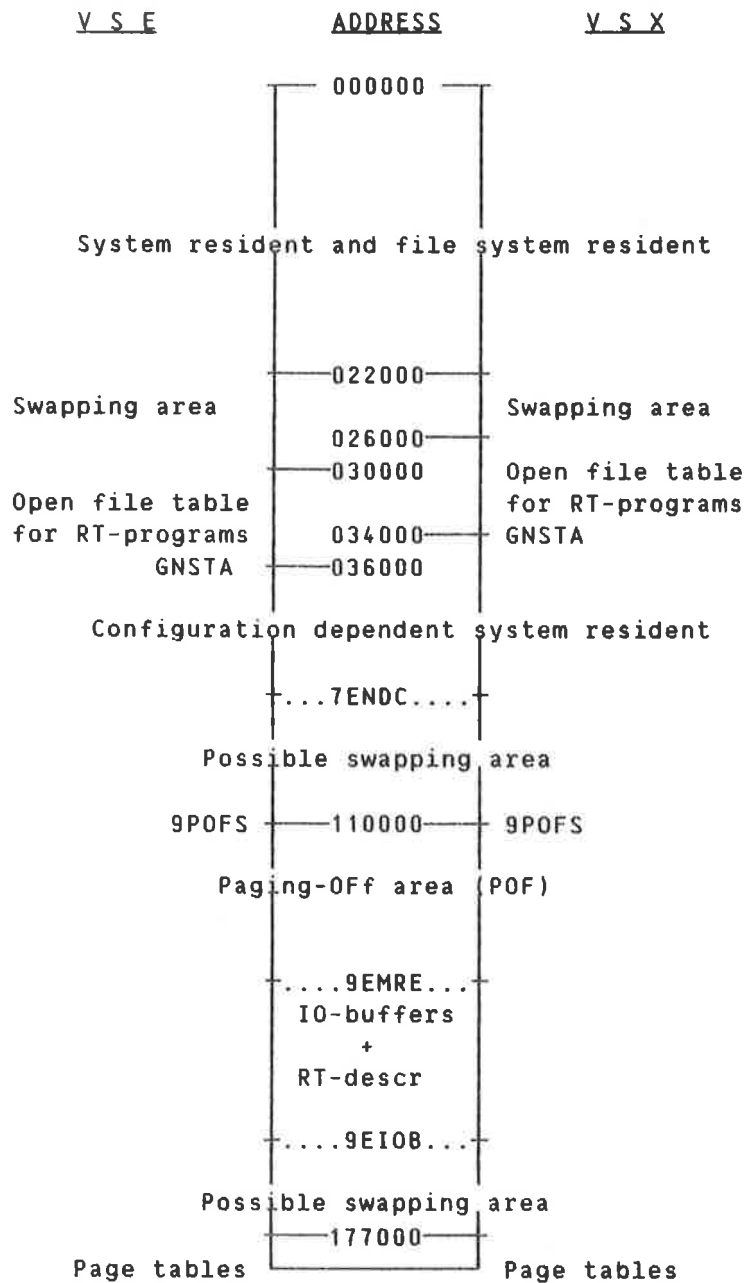 V S E ADDRESS V S X
000000
System resident and file system resident
022000
Swapping area Swapping area
026000
030000 Open file table
Open file table for RT-programs
for RT-programs 034000 GNSTA
GNSTA 036000
Configuration dependent system resident
...7ENDC....
Possible swapping area
9POFS 110000 9POFS
Paging-OFf area (POF)
....9EMRE...
IO-buffers
+
RT-descr
....9EIOB...
Possible swapping area
177000
Page tables Page tables